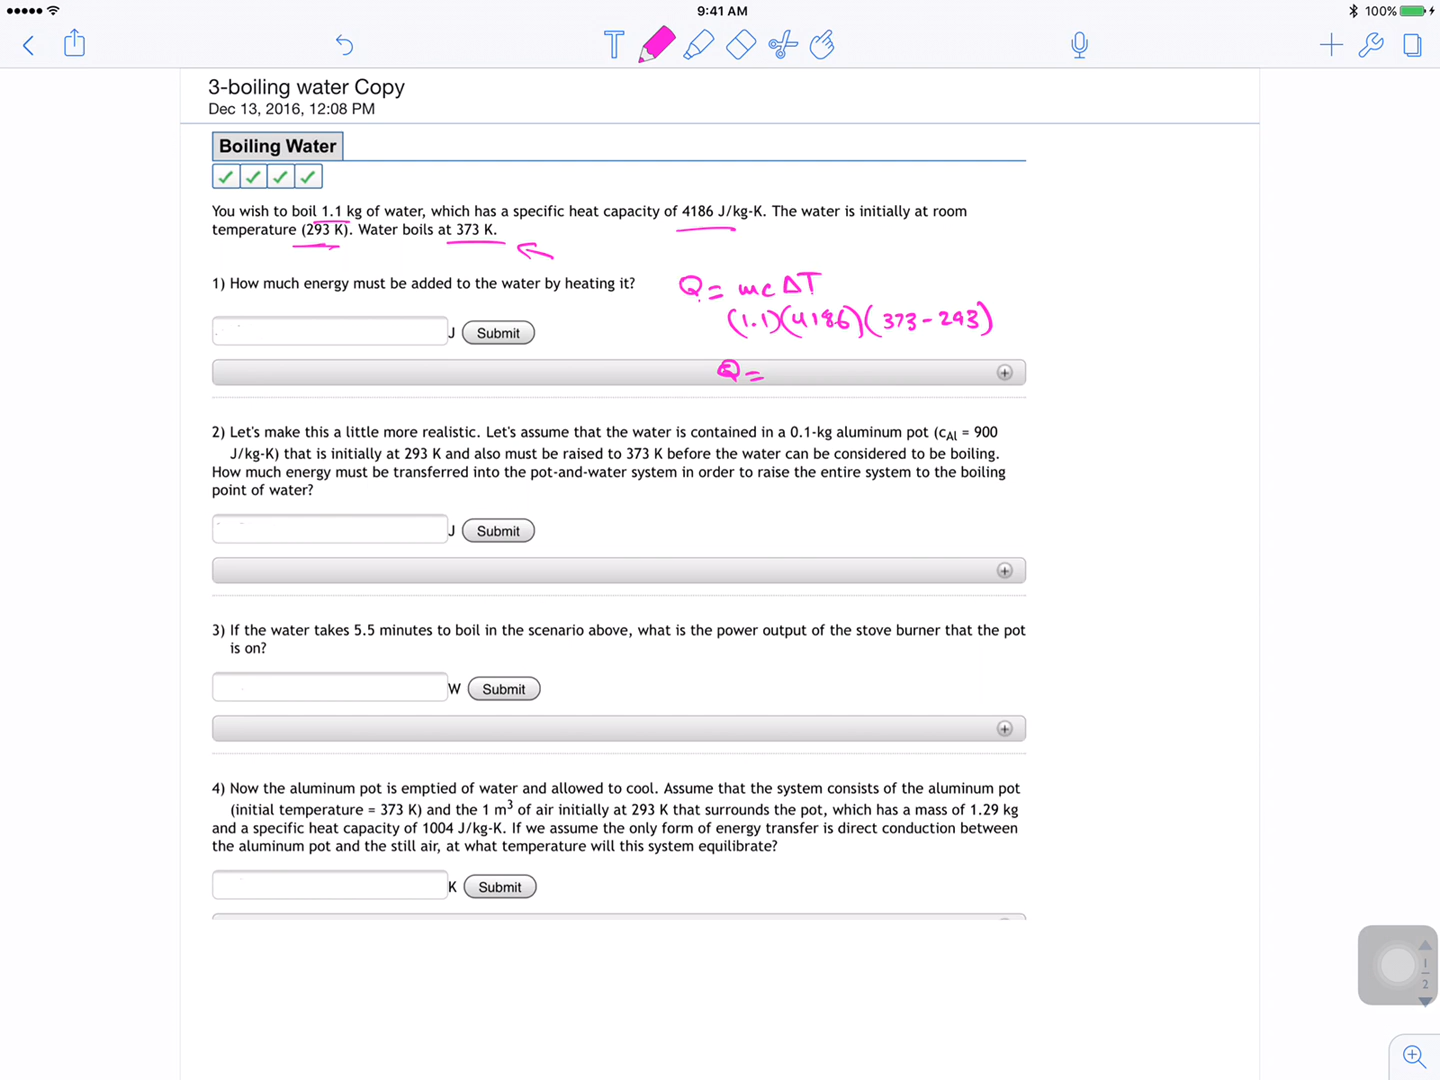 9:41 AM
100%
T
3-boiling water Copy
Dec 13, 2016, 12:08 PM
Boiling Water
You wish to boil 1.1 kg of water, which has a specific heat capacity of 4186 J/kg-K. The water is initially at room
temperature (293 K). Water boils at 373 K.
1) How much energy must be added to the water by heating it?
Q = mc ΔT
(1.1)(4186)(373-293)
J Submit
Q =
2) Let's make this a little more realistic. Let's assume that the water is contained in a 0.1-kg aluminum pot (cAl = 900
J/kg-K) that is initially at 293 K and also must be raised to 373 K before the water can be considered to be boiling.
How much energy must be transferred into the pot-and-water system in order to raise the entire system to the boiling
point of water?
J Submit
3) If the water takes 5.5 minutes to boil in the scenario above, what is the power output of the stove burner that the pot
is on?
W Submit
4) Now the aluminum pot is emptied of water and allowed to cool. Assume that the system consists of the aluminum pot
(initial temperature = 373 K) and the 1 m³ of air initially at 293 K that surrounds the pot, which has a mass of 1.29 kg
and a specific heat capacity of 1004 J/kg-K. If we assume the only form of energy transfer is direct conduction between
the aluminum pot and the still air, at what temperature will this system equilibrate?
K Submit
1
2